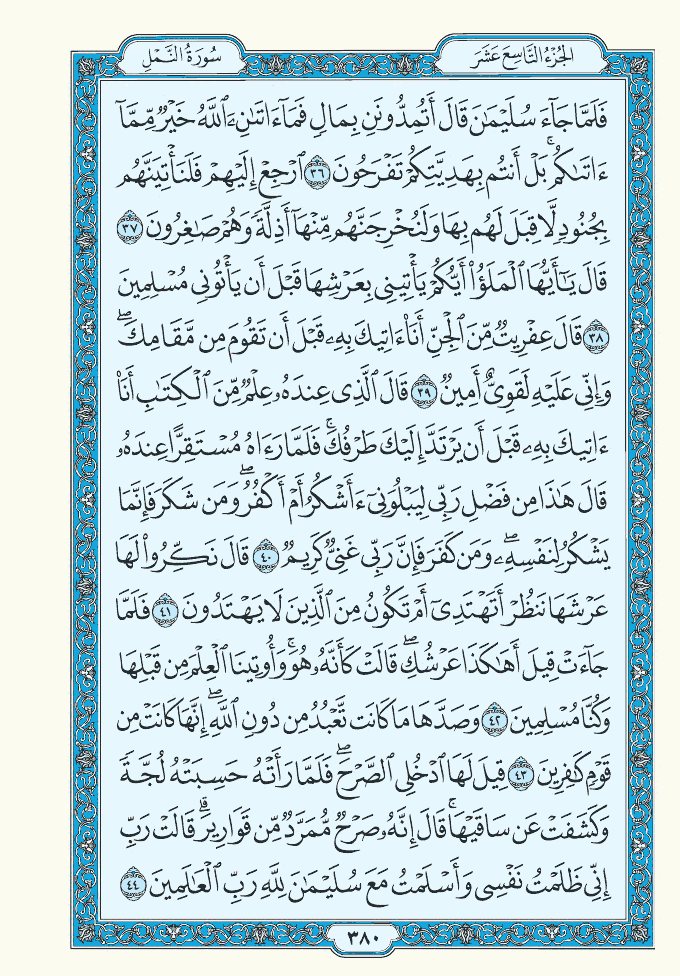 الجُزْءُ التَّاسِعَ عَشَرَ
سُورَةُ النَّمْلِ
فَلَمَّا جَآءَ سُلَيْمَٰنَ قَالَ أَتُمِدُّونَنِ بِمَالٍ فَمَآ ءَاتَىٰنِۦَ ٱللَّهُ خَيْرٌ مِّمَّآ
ءَاتَىٰكُمۚ بَلْ أَنتُم بِهَدِيَّتِكُمْ تَفْرَحُونَ ٣٦ ٱرْجِعْ إِلَيْهِمْ فَلَنَأْتِيَنَّهُم
بِجُنُودٍ لَّا قِبَلَ لَهُم بِهَا وَلَنُخْرِجَنَّهُم مِّنْهَآ أَذِلَّةً وَهُمْ صَٰغِرُونَ ٣٧
قَالَ يَٰٓأَيُّهَا ٱلْمَلَؤُا۟ أَيُّكُمْ يَأْتِينِى بِعَرْشِهَا قَبْلَ أَن يَأْتُونِى مُسْلِمِينَ
٣٨ قَالَ عِفْرِيتٌ مِّنَ ٱلْجِنِّ أَنَا۠ ءَاتِيكَ بِهِۦ قَبْلَ أَن تَقُومَ مِن مَّقَامِكَۖ
وَإِنِّى عَلَيْهِ لَقَوِىٌّ أَمِينٌ ٣٩ قَالَ ٱلَّذِى عِندَهُۥ عِلْمٌ مِّنَ ٱلْكِتَٰبِ أَنَا۠
ءَاتِيكَ بِهِۦ قَبْلَ أَن يَرْتَدَّ إِلَيْكَ طَرْفُكَۚ فَلَمَّا رَءَاهُ مُسْتَقِرًّا عِندَهُۥ
قَالَ هَٰذَا مِن فَضْلِ رَبِّى لِيَبْلُوَنِىٓ ءَأَشْكُرُ أَمْ أَكْفُرُۖ وَمَن شَكَرَ فَإِنَّمَا
يَشْكُرُ لِنَفْسِهِۦۖ وَمَن كَفَرَ فَإِنَّ رَبِّى غَنِىٌّ كَرِيمٌ ٤٠ قَالَ نَكِّرُوا۟ لَهَا
عَرْشَهَا نَنظُرْ أَتَهْتَدِىٓ أَمْ تَكُونُ مِنَ ٱلَّذِينَ لَا يَهْتَدُونَ ٤١ فَلَمَّا
جَآءَتْ قِيلَ أَهَٰكَذَا عَرْشُكِۖ قَالَتْ كَأَنَّهُۥ هُوَۚ وَأُوتِينَا ٱلْعِلْمَ مِن قَبْلِهَا
وَكُنَّا مُسْلِمِينَ ٤٢ وَصَدَّهَا مَا كَانَت تَّعْبُدُ مِن دُونِ ٱللَّهِۖ إِنَّهَا كَانَتْ مِن
قَوْمٍ كَٰفِرِينَ ٤٣ قِيلَ لَهَا ٱدْخُلِى ٱلصَّرْحَۖ فَلَمَّا رَأَتْهُ حَسِبَتْهُ لُجَّةً
وَكَشَفَتْ عَن سَاقَيْهَاۚ قَالَ إِنَّهُۥ صَرْحٌ مُّمَرَّدٌ مِّن قَوَارِيرَۗ قَالَتْ رَبِّ
إِنِّى ظَلَمْتُ نَفْسِى وَأَسْلَمْتُ مَعَ سُلَيْمَٰنَ لِلَّهِ رَبِّ ٱلْعَٰلَمِينَ ٤٤
٣٨٠